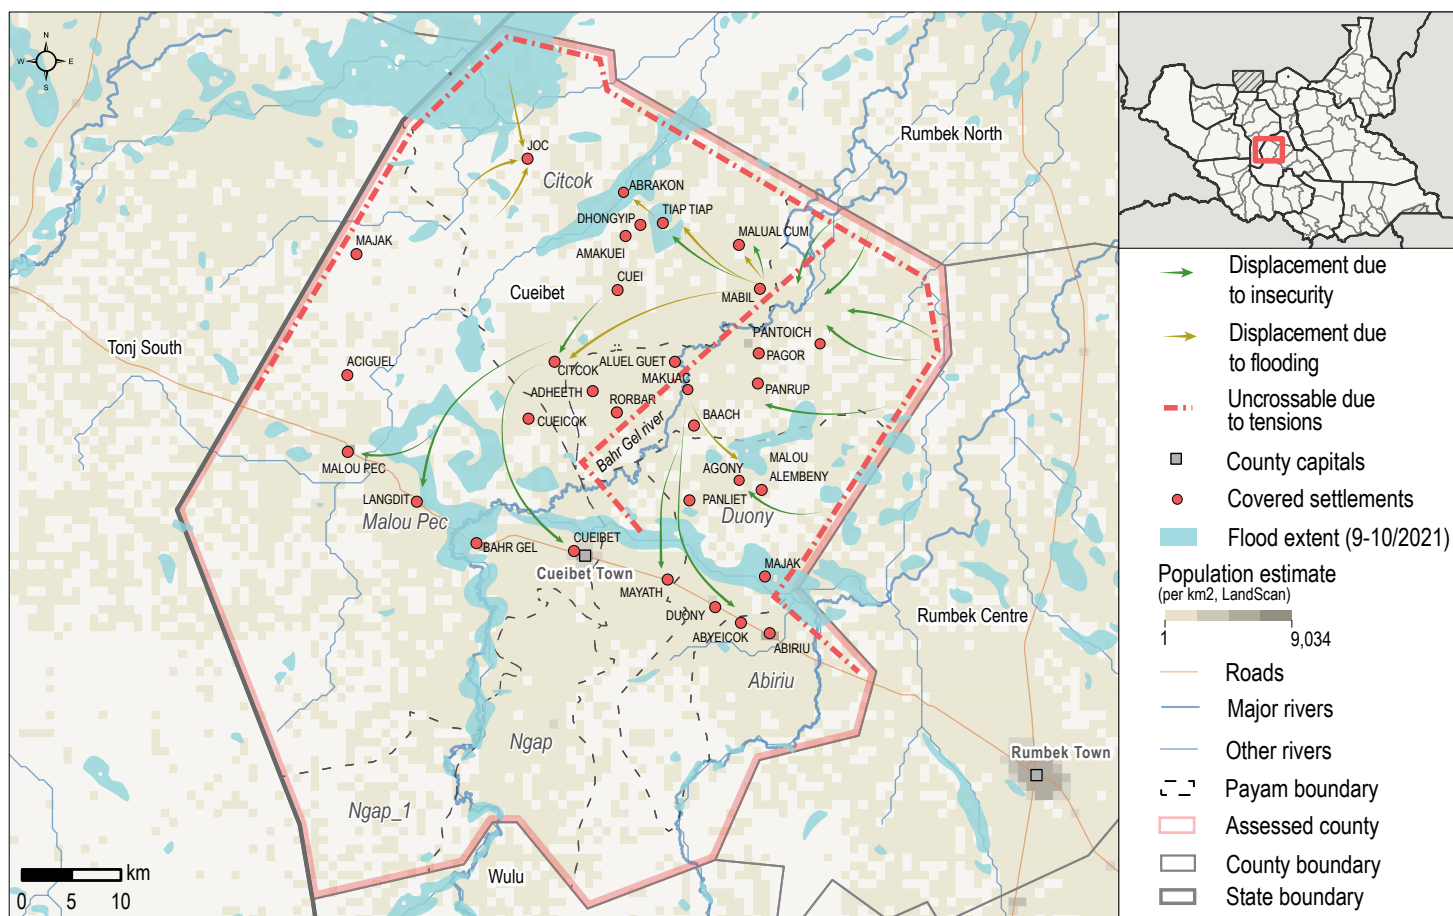 N
W E
S
Rumbek North
JOC
Citcok
ABRAKON
DHONGYIP
TIAP TIAP
AMAKUEI
MALUAL CUM
MAJAK
CUEI
Cueibet
MABIL
Tonj South
PANTOICH
PAGOR
ACIGUEL
CITCOK
ALUEL GUET
MAKUAC
PANRUP
ADHEETH
RORBAR
CUEICOK
BAACH
Bahr Gel river
MALOU PEC
AGONY
MALOU
ALEMBENY
LANGDIT
Malou Pec
PANLIET
Duony
BAHR GEL
CUEIBET
Cueibet Town
MAYATH
MAJAK
DUONY
ABYEICOK
ABIRIU
Rumbek Centre
Abiriu
Ngap
Rumbek Town
Ngap_1
Wulu
km
0 5 10
Displacement due
to insecurity
Displacement due
to flooding
Uncrossable due
to tensions
County capitals
Covered settlements
Flood extent (9-10/2021)
Population estimate
(per km2, LandScan)
1 9,034
Roads
Major rivers
Other rivers
Payam boundary
Assessed county
County boundary
State boundary